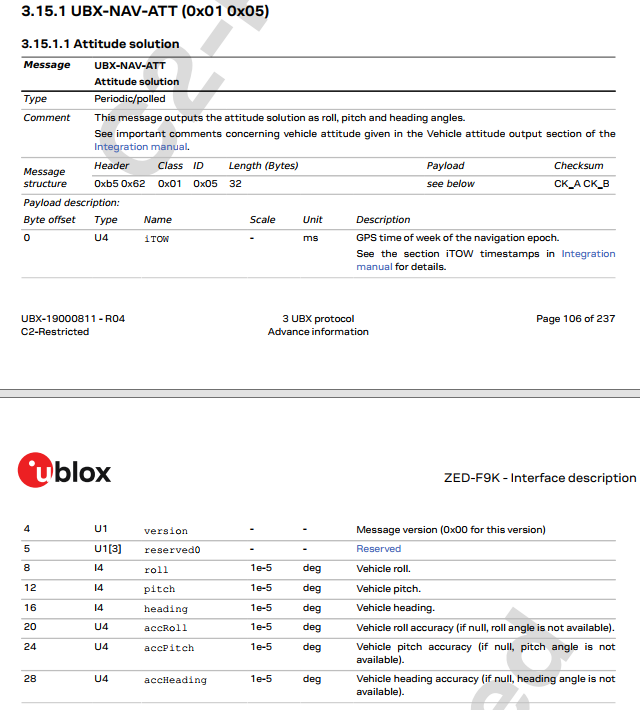 3.15.1 UBX-NAV-ATT (0x01 0x05)
3.15.1.1 Attitude solution
Message UBX-NAV-ATT
Attitude solution
Type Periodic/polled
Comment This message outputs the attitude solution as roll, pitch and heading angles.
See important comments concerning vehicle attitude given in the Vehicle attitude output section of the
Integration manual.
Message structure Header Class ID Length (Bytes) Payload Checksum
0xb5 0x62 0x01 0x05 32 see below CK_A CK_B
Payload description:
Byte offset Type Name Scale Unit Description
0 U4 iTOW - ms GPS time of week of the navigation epoch.
See the section iTOW timestamps in Integration
manual for details.
UBX-19000811 - R04 3 UBX protocol Page 106 of 237
C2-Restricted Advance information
ublox
ZED-F9K - Interface description
4 U1 version - - Message version (0x00 for this version)
5 U1[3] reserved0 - - Reserved
8 I4 roll 1e-5 deg Vehicle roll.
12 I4 pitch 1e-5 deg Vehicle pitch.
16 I4 heading 1e-5 deg Vehicle heading.
20 U4 accRoll 1e-5 deg Vehicle roll accuracy (if null, roll angle is not available).
24 U4 accPitch 1e-5 deg Vehicle pitch accuracy (if null, pitch angle is not
available).
28 U4 accHeading 1e-5 deg Vehicle heading accuracy (if null, heading angle is not
available).
C2-
ed